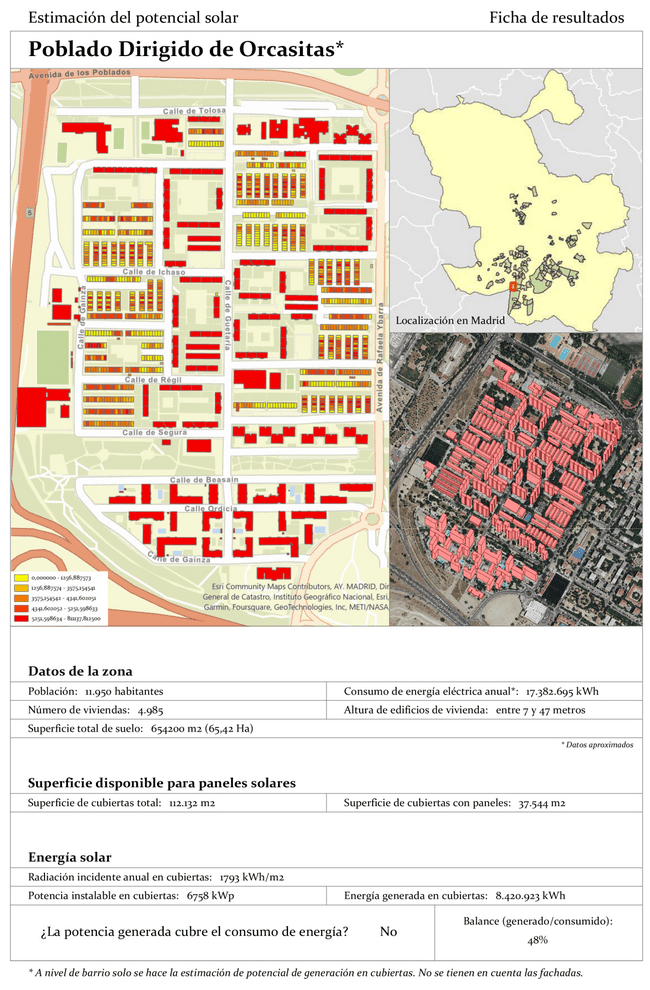 Estimación del potencial solar
Ficha de resultados
Poblado Dirigido de Orcasitas*
Avenida de los Poblados
Calle de Tolosa
Calle de Ichaso
Calle de Gainza
Calle de Guetaria
Avenida de Rafaela Ybarra
Calle de Régil
Calle de Segura
Calle de Beasain
Calle Ordicia
Calle de Gainza
Localización en Madrid
0,000000 - 1256,887573
1256,887574 - 3575,254541
3575,254542 - 4341,602051
4341,602052 - 5251,598633
5251,598634 - 811137,812500
Esri Community Maps Contributors, AY. MADRID, Dir
General de Catastro, Instituto Geográfico Nacional, Esri,
Garmin, Foursquare, GeoTechnologies, Inc, METI/NASA
Datos de la zona
Población: 11.950 habitantes
Consumo de energía eléctrica anual*: 17.382.695 kWh
Número de viviendas: 4.985
Altura de edificios de vivienda: entre 7 y 47 metros
Superficie total de suelo: 654200 m2 (65,42 Ha)
* Datos aproximados
Superficie disponible para paneles solares
Superficie de cubiertas total: 112.132 m2
Superficie de cubiertas con paneles: 37.544 m2
Energía solar
Radiación incidente anual en cubiertas: 1793 kWh/m2
Potencia instalable en cubiertas: 6758 kWp
Energía generada en cubiertas: 8.420.923 kWh
¿La potencia generada cubre el consumo de energía? No
Balance (generado/consumido):
48%
* A nivel de barrio solo se hace la estimación de potencial de generación en cubiertas. No se tienen en cuenta las fachadas.